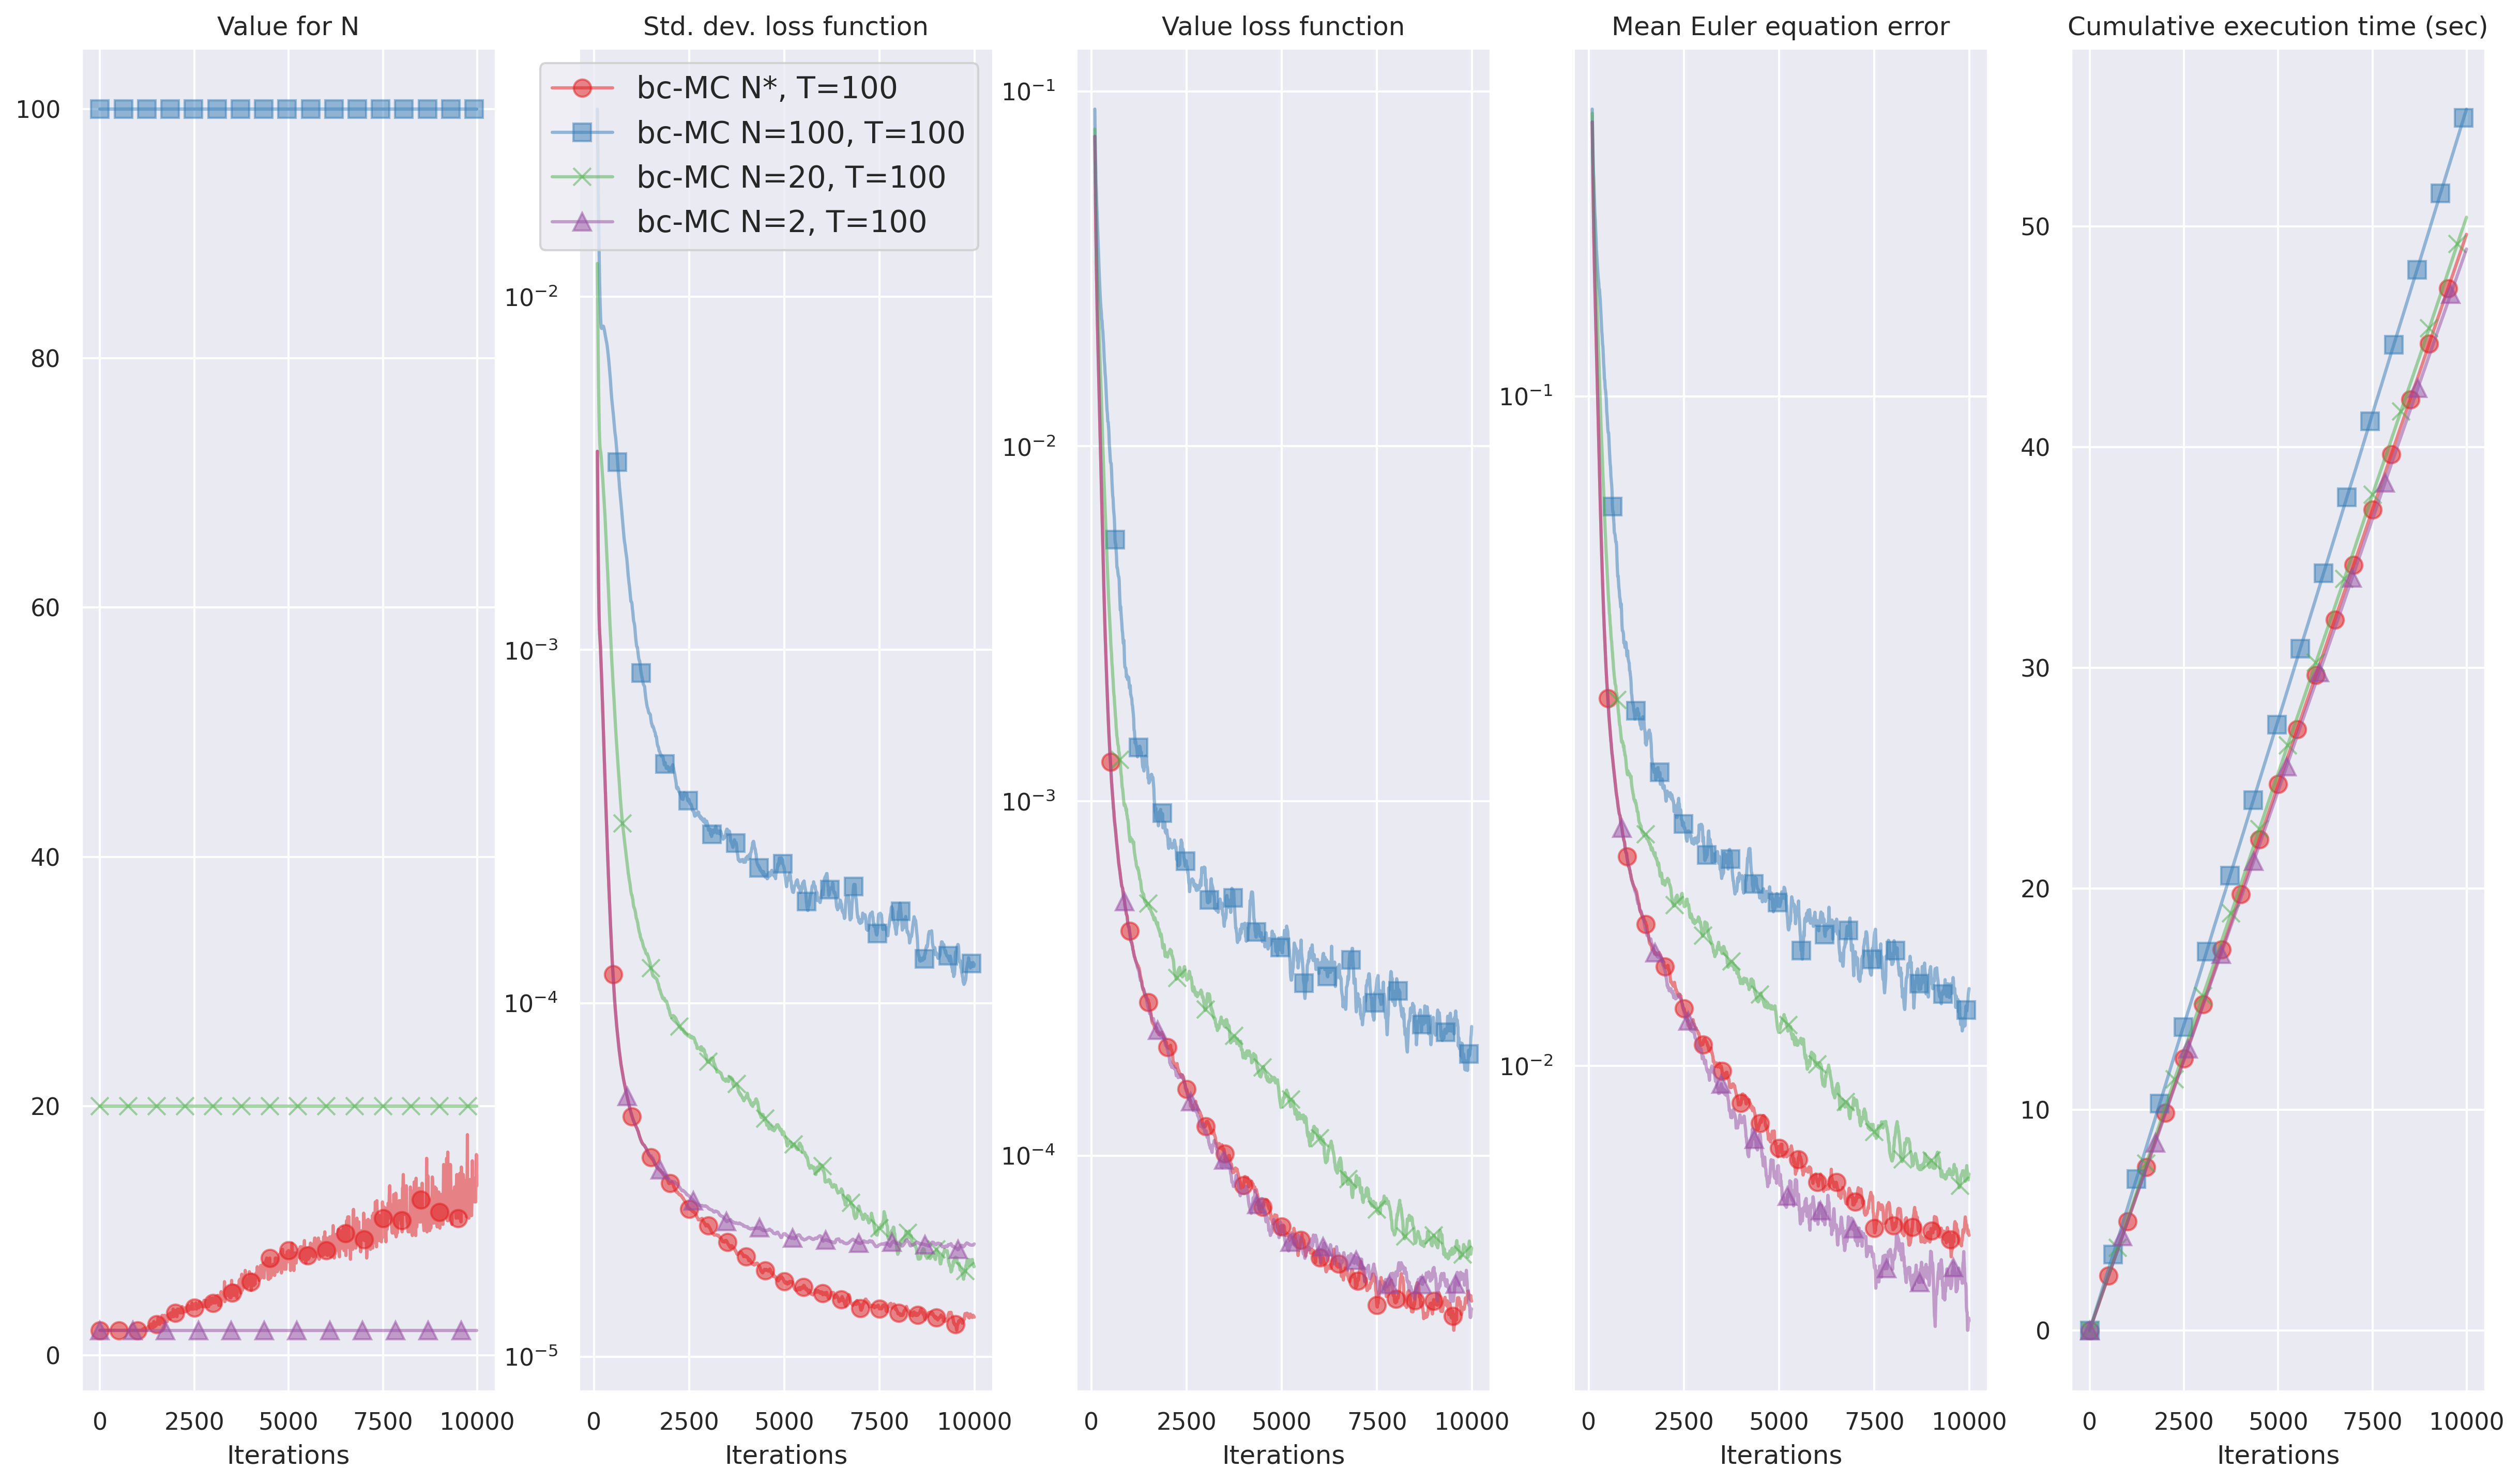 Value for N
Std. dev. loss function
Value loss function
Mean Euler equation error
Cumulative execution time (sec)
bc-MC N*, T=100
bc-MC N=100, T=100
bc-MC N=20, T=100
bc-MC N=2, T=100
100
80
60
40
20
0
0 2500 5000 7500 10000
Iterations
10⁻²
10⁻³
10⁻⁴
10⁻⁵
0 2500 5000 7500 10000
Iterations
10⁻¹
10⁻²
10⁻³
10⁻⁴
0 2500 5000 7500 10000
Iterations
10⁻¹
10⁻²
0 2500 5000 7500 10000
Iterations
50
40
30
20
10
0
0 2500 5000 7500 10000
Iterations